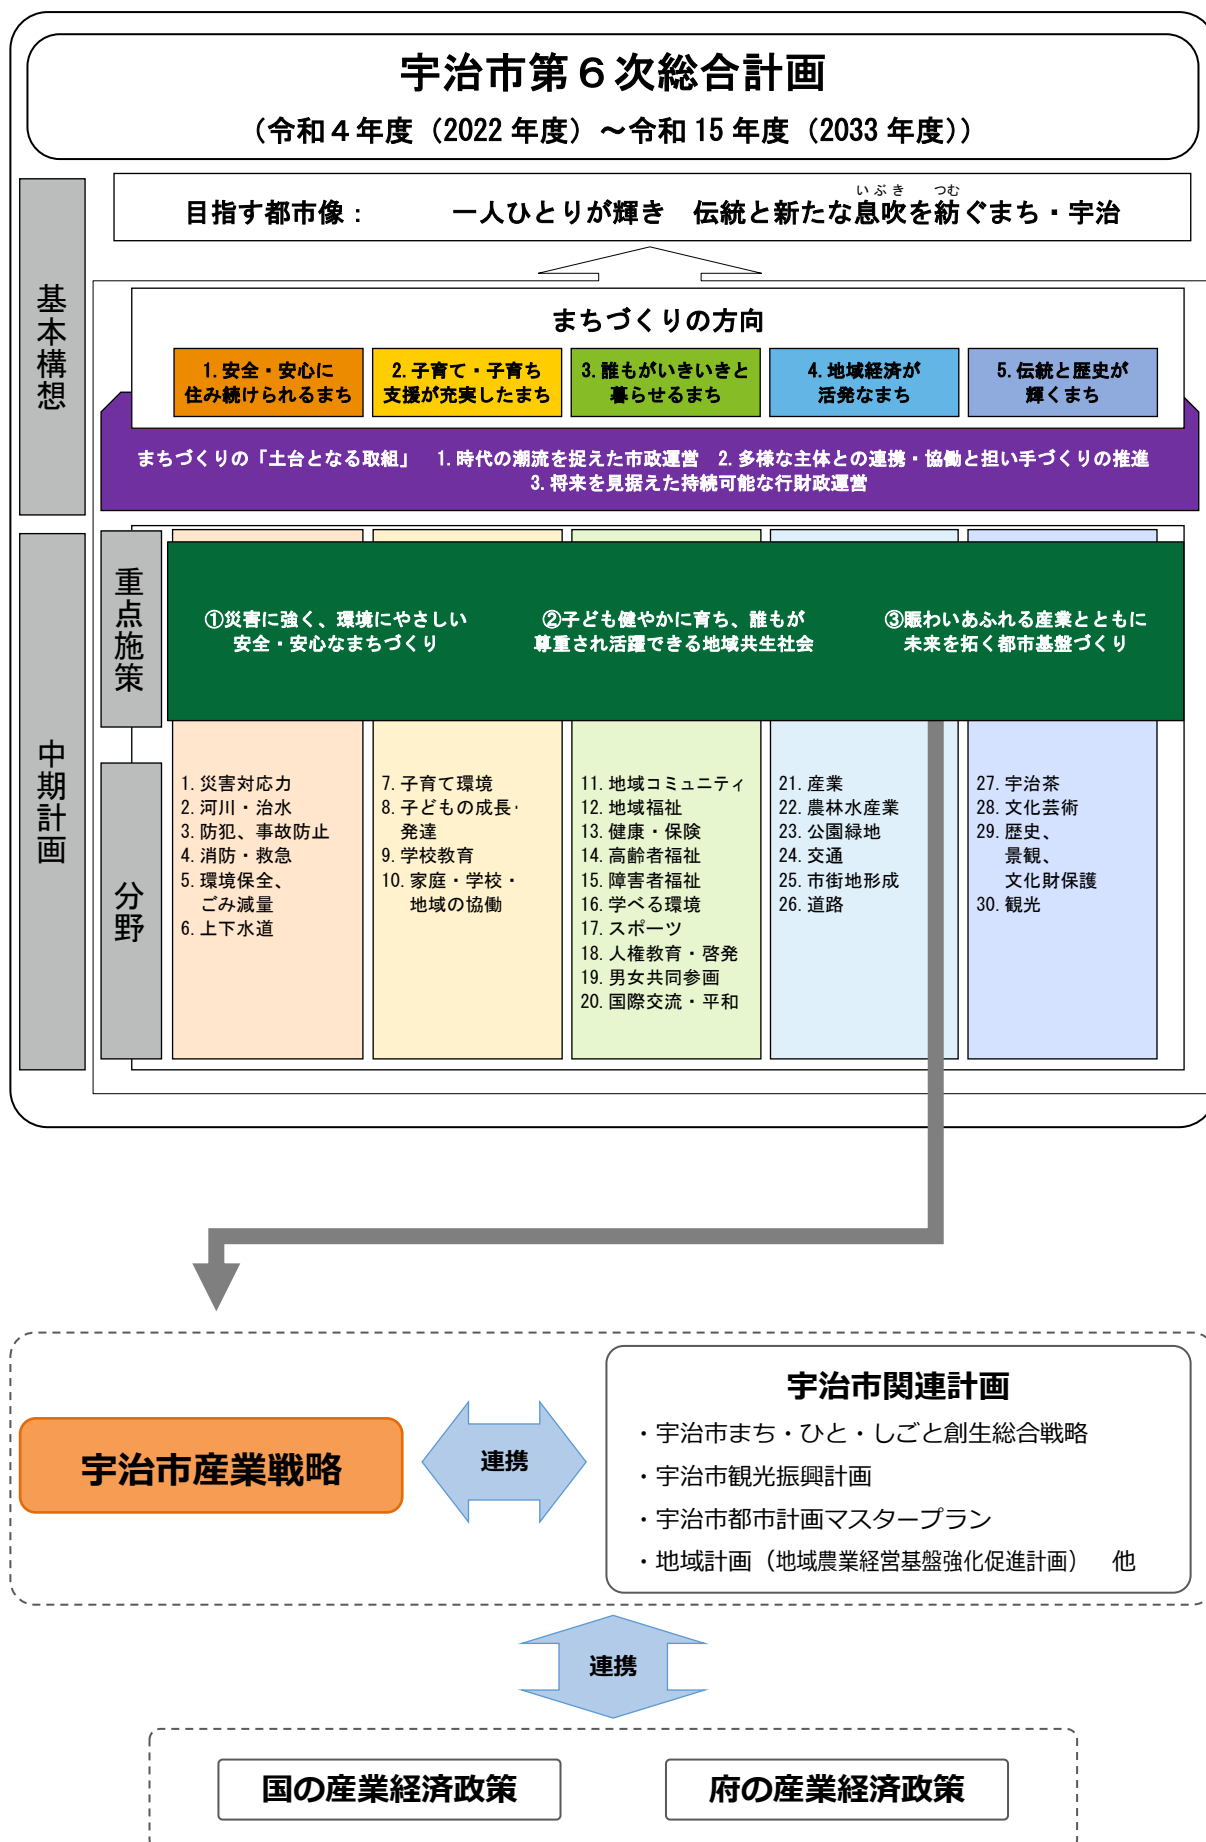 宇治市第６次総合計画
（令和４年度（2022 年度）～令和 15 年度（2033 年度））
基本構想
いぶき つむ
目指す都市像： 一人ひとりが輝き 伝統と新たな息吹を紡ぐまち・宇治
まちづくりの方向
1. 安全・安心に
住み続けられるまち
2. 子育て・子育ち
支援が充実したまち
3. 誰もがいきいきと
暮らせるまち
4. 地域経済が
活発なまち
5. 伝統と歴史が
輝くまち
まちづくりの「土台となる取組」 1. 時代の潮流を捉えた市政運営 2. 多様な主体との連携・協働と担い手づくりの推進
3. 将来を見据えた持続可能な行財政運営
中期計画
重点施策
①災害に強く、環境にやさしい
安全・安心なまちづくり
②子ども健やかに育ち、誰もが
尊重され活躍できる地域共生社会
③賑わいあふれる産業とともに
未来を拓く都市基盤づくり
分野
1. 災害対応力
2. 河川・治水
3. 防犯、事故防止
4. 消防・救急
5. 環境保全、
ごみ減量
6. 上下水道
7. 子育て環境
8. 子どもの成長・
発達
9. 学校教育
10. 家庭・学校・
地域の協働
11. 地域コミュニティ
12. 地域福祉
13. 健康・保険
14. 高齢者福祉
15. 障害者福祉
16. 学べる環境
17. スポーツ
18. 人権教育・啓発
19. 男女共同参画
20. 国際交流・平和
21. 産業
22. 農林水産業
23. 公園緑地
24. 交通
25. 市街地形成
26. 道路
27. 宇治茶
28. 文化芸術
29. 歴史、
景観、
文化財保護
30. 観光
宇治市産業戦略
連携
宇治市関連計画
・宇治市まち・ひと・しごと創生総合戦略
・宇治市観光振興計画
・宇治市都市計画マスタープラン
・地域計画（地域農業経営基盤強化促進計画） 他
連携
国の産業経済政策
府の産業経済政策